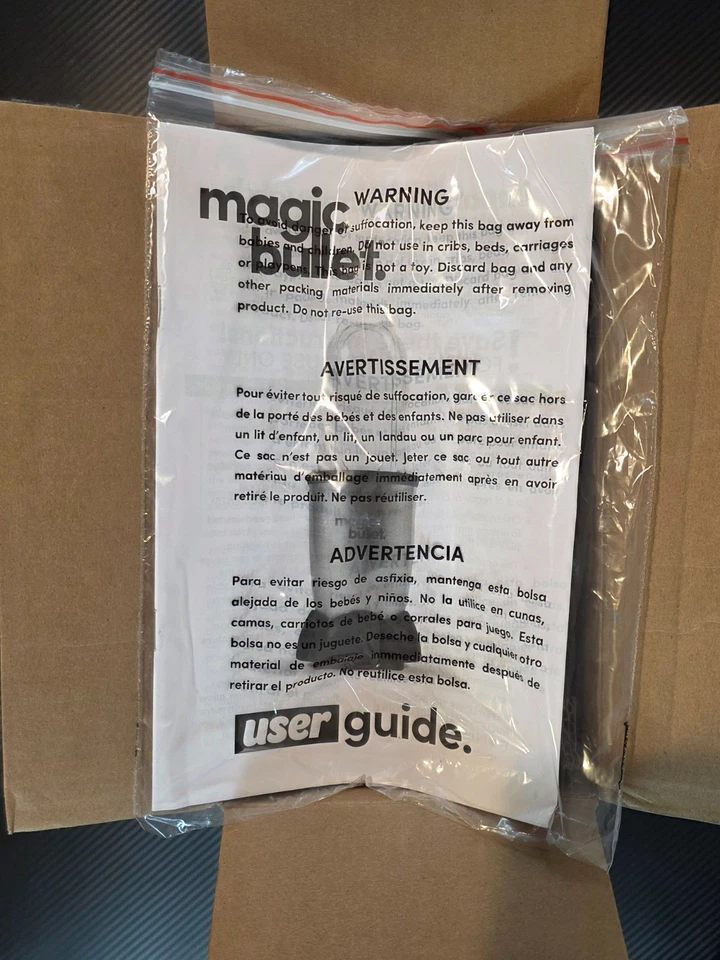 magic
bullet.
WARNING
To avoid danger of suffocation, keep this bag away from
babies and children. Do not use in cribs, beds, carriages
or playpens. This bag is not a toy. Discard bag and any
other packing materials immediately after removing
product. Do not re-use this bag.
AVERTISSEMENT
Pour éviter tout risqué de suffocation, garder ce sac hors
de la porté des bébés et des enfants. Ne pas utiliser dans
un lit d'enfant, un lit, un landau ou un parc pour enfant.
Ce sac n'est pas un jouet. Jeter ce sac ou tout autre
matériau d'emballage immédiatement après en avoir
retiré le produit. Ne pas réutiliser.
magic
bullet.
ADVERTENCIA
Para evitar riesgo de asfixia, mantenga esta bolsa
alejada de los bebés y niños. No la utilice en cunas,
camas, carriotos de bebé o corrales para juego. Esta
bolsa no es un juguete. Deseche la bolsa y cualquier otro
material de embalaje inmmediatamente después de
retirar el producto. No reutilice esta bolsa.
user guide.